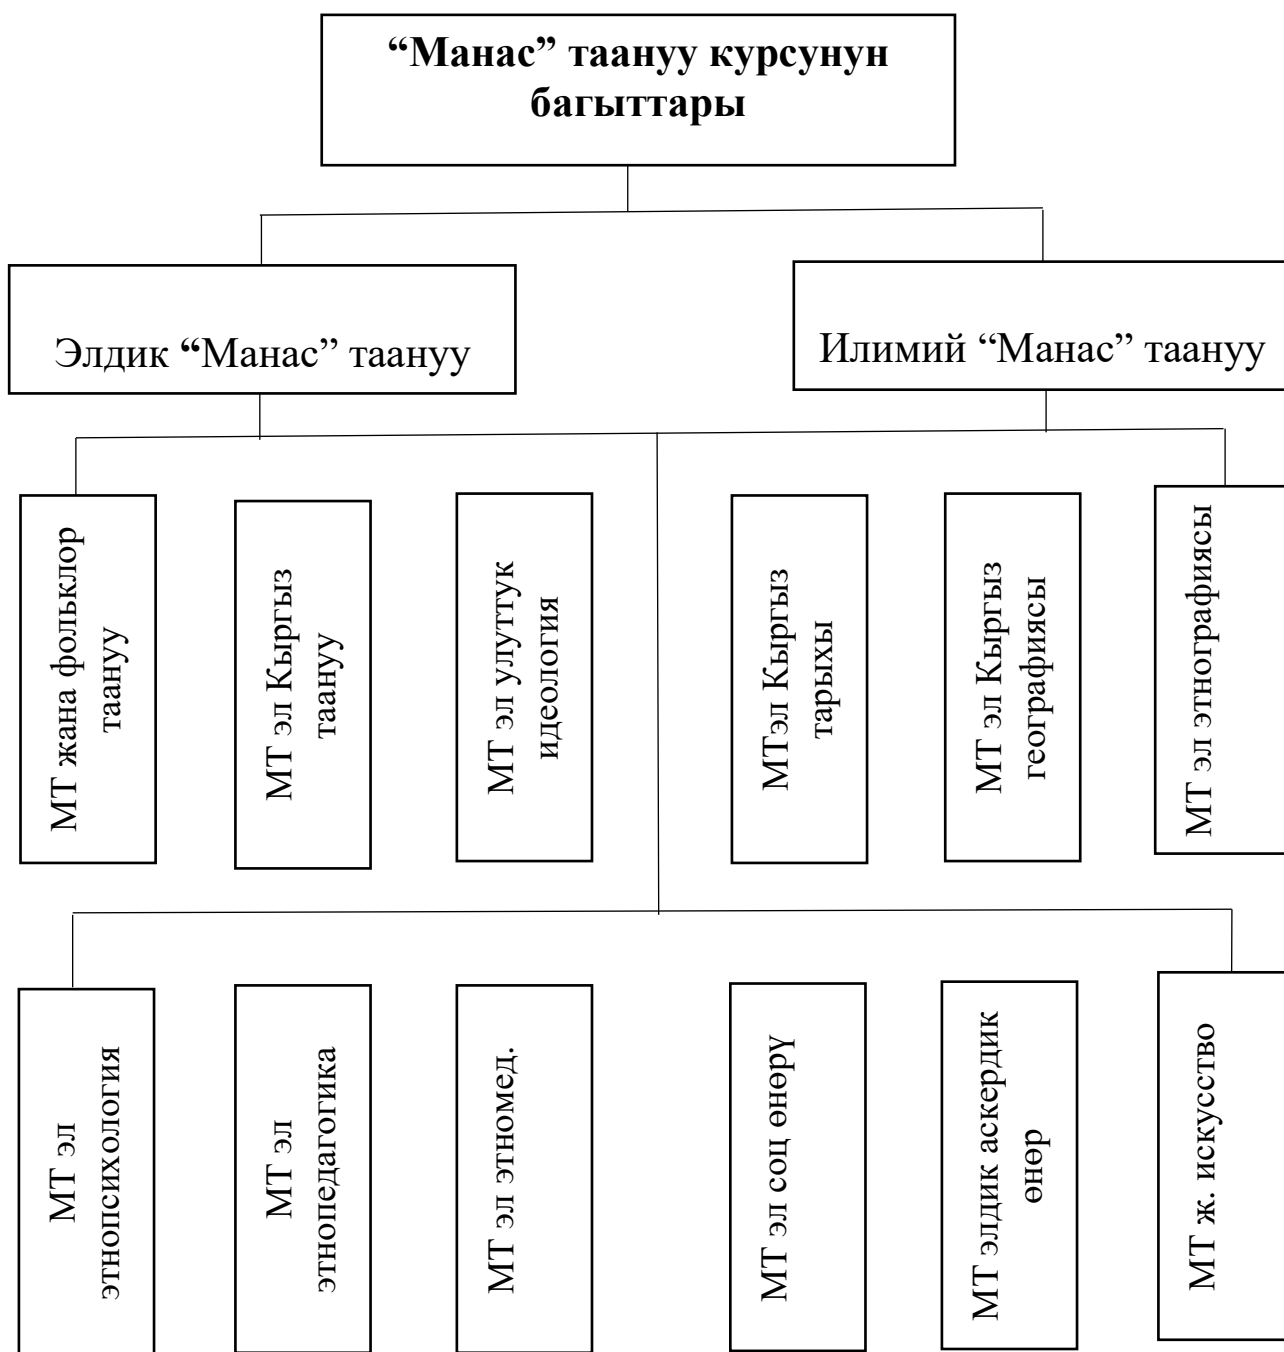 “Манас” таануу курсунун
багыттары
Элдик “Манас” таануу
Илимий “Манас” таануу
МТ жана фольклор
таануу
МТ эл Кыргыз
таануу
МТ эл улуттук
идеология
МТэл Кыргыз
тарыхы
МТ эл Кыргыз
географиясы
МТ эл этнографиясы
МТ эл
этнопсихология
МТ эл
этнопедагогика
МТ эл этномед.
МТ эл соц өнөрү
МТ элдик аскердик
өнөр
МТ ж. искусство